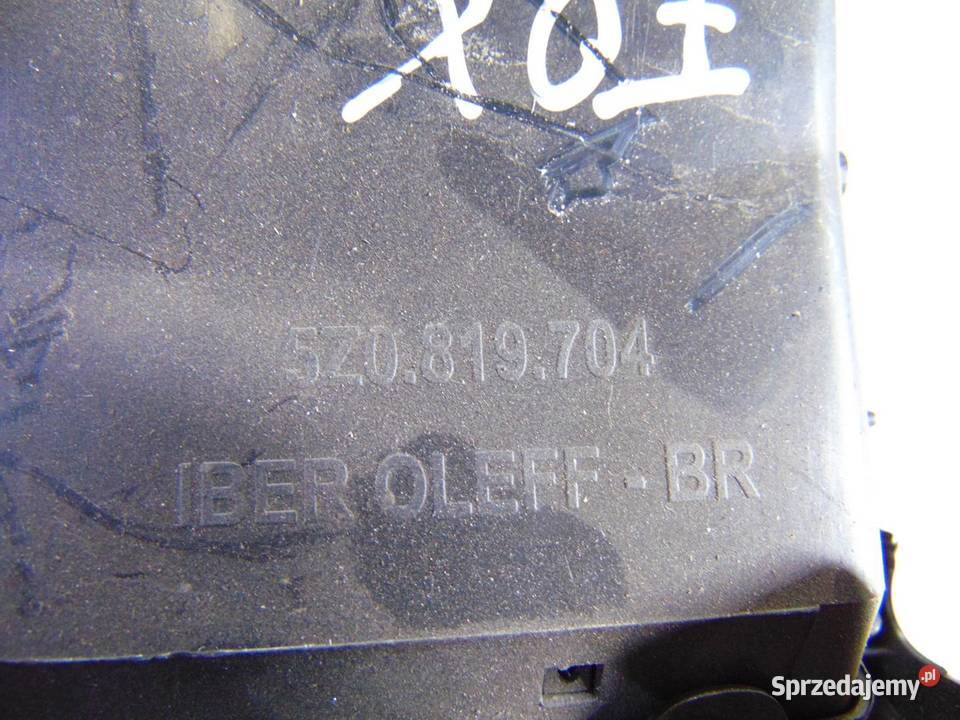 5Z0.819.704
IBER OLEFF - BR
Sprzedajemy.pl